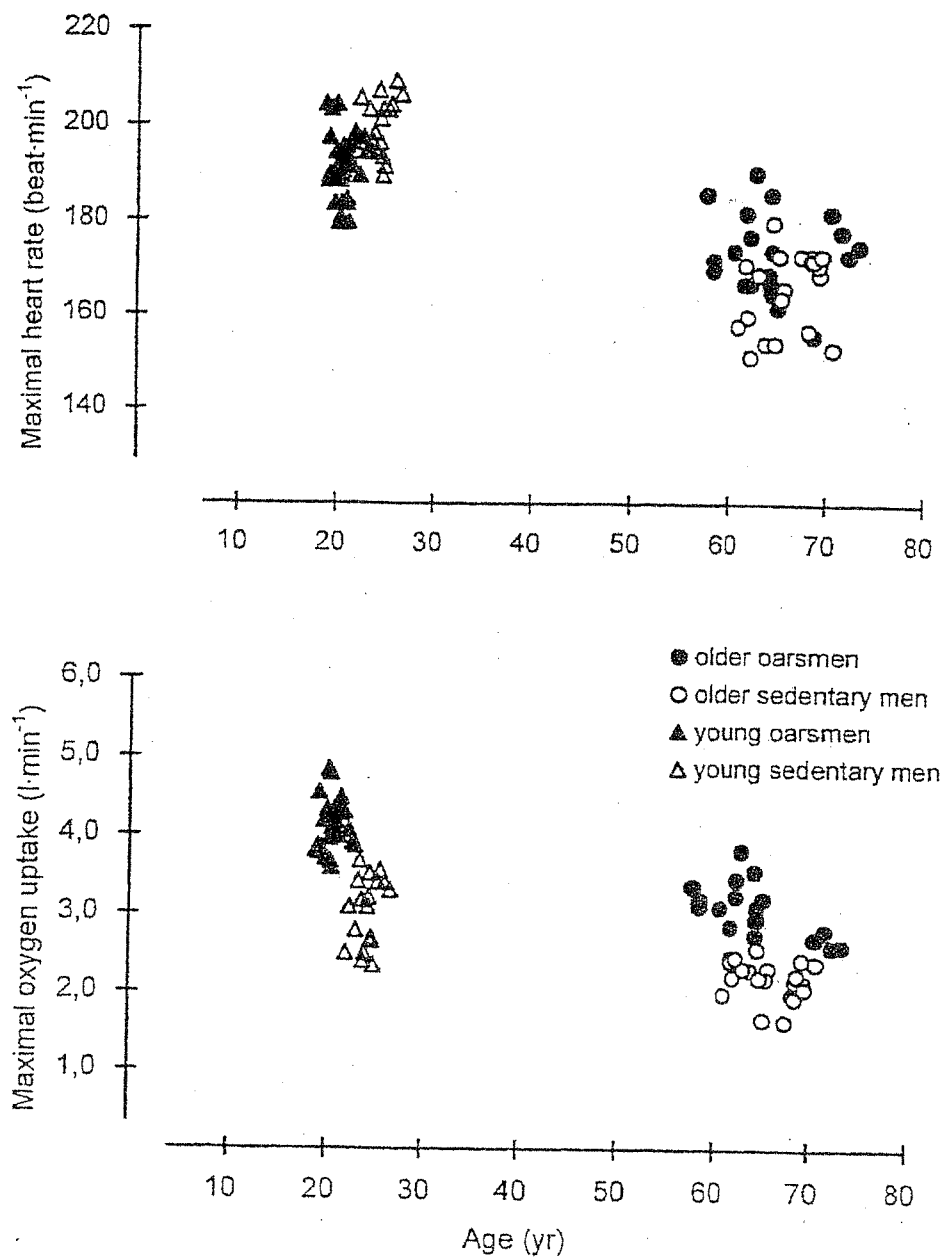 Maximal heart rate (beat·min⁻¹)
220
200
180
160
140
10 20 30 40 50 60 70 80
Maximal oxygen uptake (l·min⁻¹)
6,0
5,0
4,0
3,0
2,0
1,0
older oarsmen
older sedentary men
young oarsmen
young sedentary men
10 20 30 40 50 60 70 80
Age (yr)